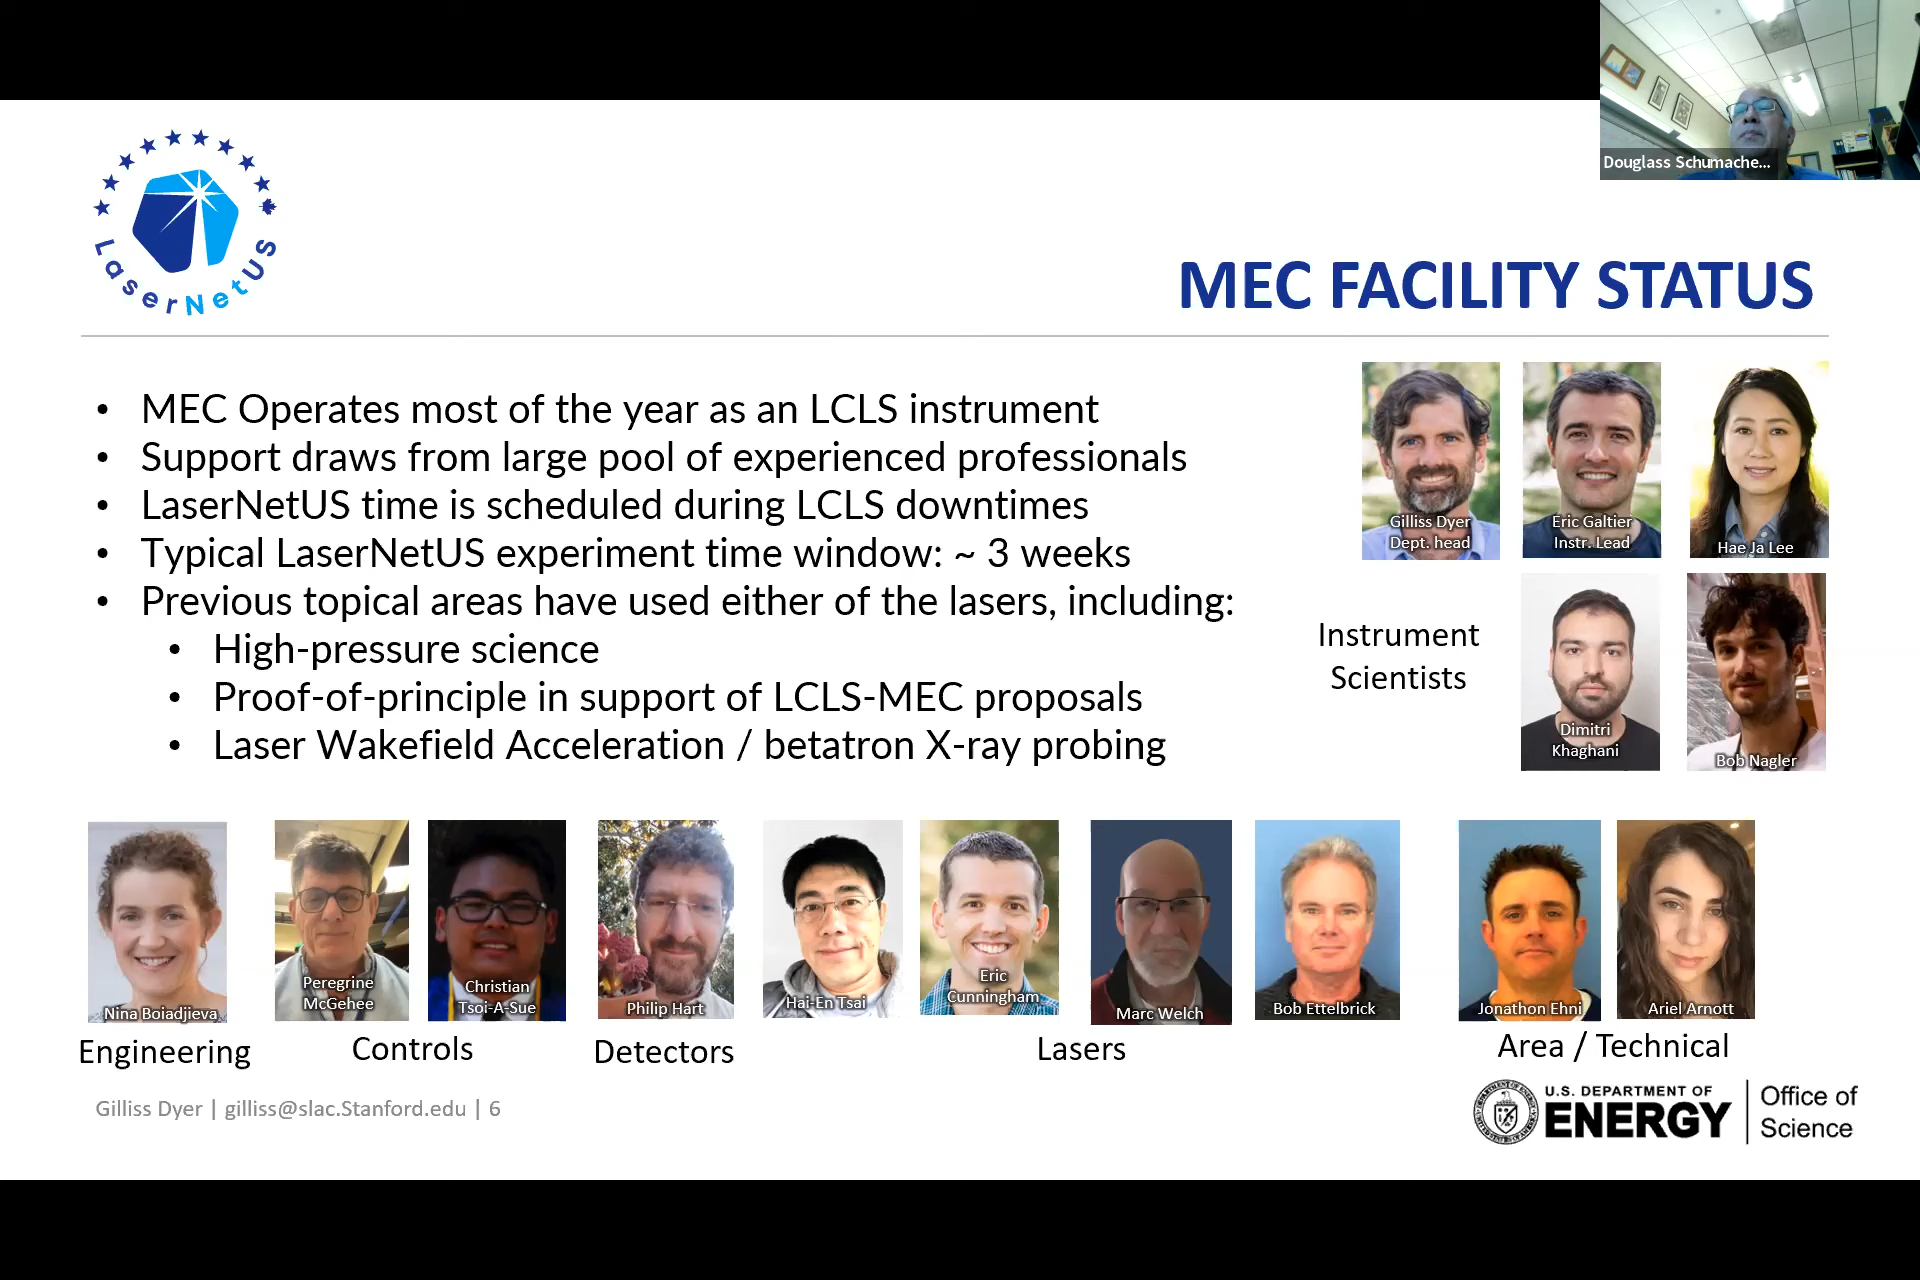 Douglass Schumache...
LaserNetUS
MEC FACILITY STATUS
• MEC Operates most of the year as an LCLS instrument
• Support draws from large pool of experienced professionals
• LaserNetUS time is scheduled during LCLS downtimes
• Typical LaserNetUS experiment time window: ~ 3 weeks
• Previous topical areas have used either of the lasers, including:
• High-pressure science
• Proof-of-principle in support of LCLS-MEC proposals
• Laser Wakefield Acceleration / betatron X-ray probing
Gilliss Dyer
Dept. head
Eric Galtier
Instr. Lead
Hae Ja Lee
Instrument
Scientists
Dimitri
Khaghani
Bob Nagler
Nina Boiadjieva
Engineering
Peregrine
McGehee
Christian
Tsoi-A-Sue
Controls
Philip Hart
Detectors
Hai-En Tsai
Eric
Cunningham
Marc Welch
Bob Ettelbrick
Lasers
Jonathon Ehni
Ariel Arnott
Area / Technical
Gilliss Dyer | gilliss@slac.Stanford.edu | 6
U.S. DEPARTMENT OF
ENERGY
Office of
Science